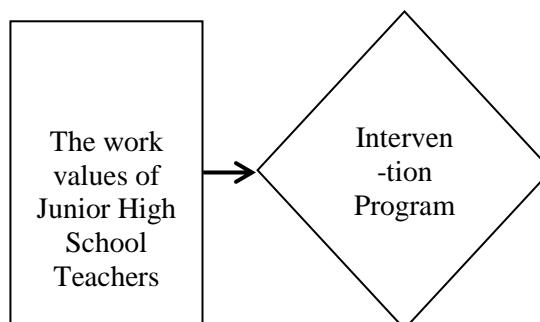 The work
values of
Junior High
School
Teachers
Interven
-tion
Program